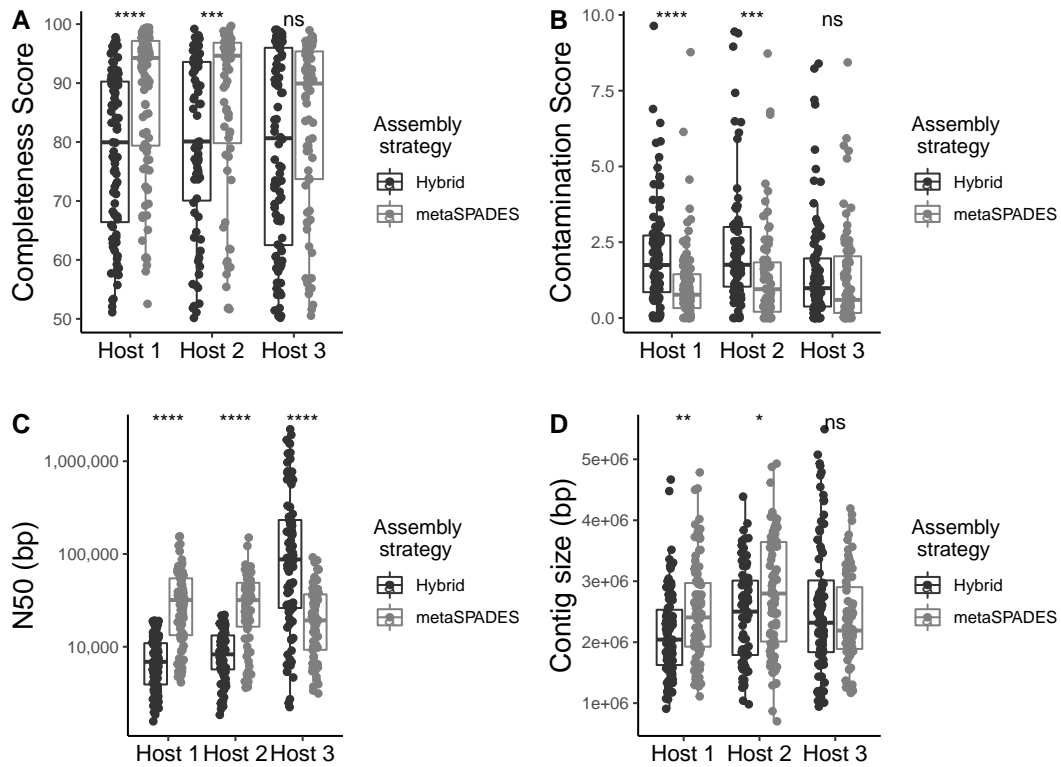 A
**** *** ns
Completeness Score
100
90
80
70
60
50
Host 1 Host 2 Host 3
Assembly
strategy
Hybrid
metaSPADES
B
**** *** ns
Contamination Score
10.0
7.5
5.0
2.5
0.0
Host 1 Host 2 Host 3
Assembly
strategy
Hybrid
metaSPADES
C
**** **** ****
N50 (bp)
1,000,000
100,000
10,000
Host 1 Host 2 Host 3
Assembly
strategy
Hybrid
metaSPADES
D
** * ns
Contig size (bp)
5e+06
4e+06
3e+06
2e+06
1e+06
Host 1 Host 2 Host 3
Assembly
strategy
Hybrid
metaSPADES